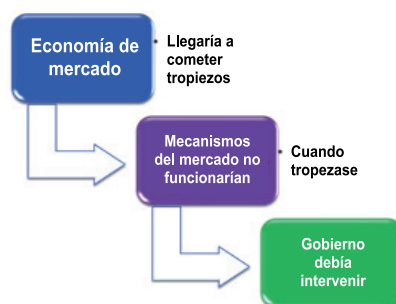 Economía de
mercado
• Llegaría a
cometer
tropiezos
Mecanismos
del mercado no
funcionarían
• Cuando
tropezase
Gobierno
debía
intervenir